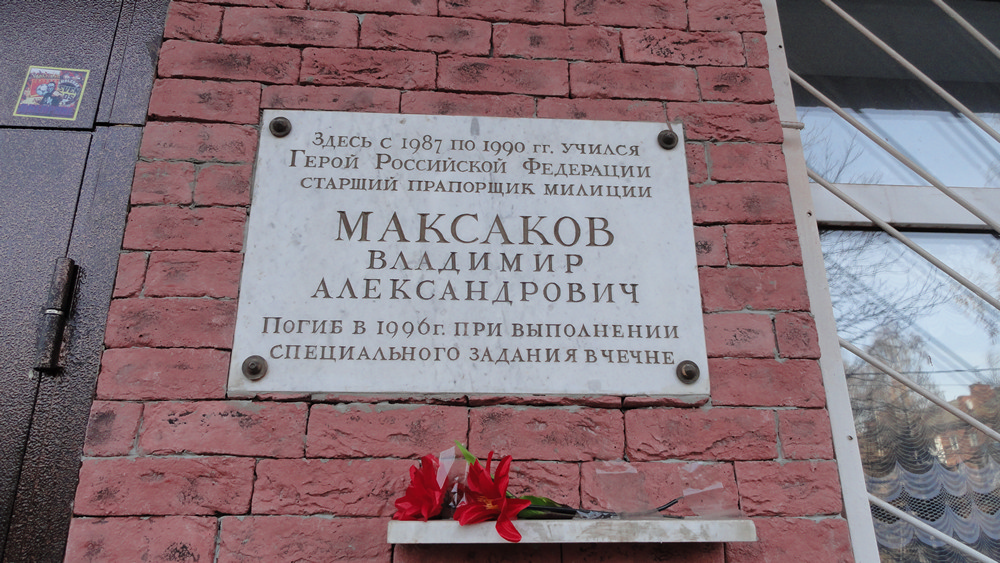 Здесь с 1987 по 1990 гг. учился
Герой Российской Федерации
старший прапорщик милиции
МАКСАКОВ
ВЛАДИМИР
АЛЕКСАНДРОВИЧ
Погиб в 1996г. при выполнении
специального задания в Чечне